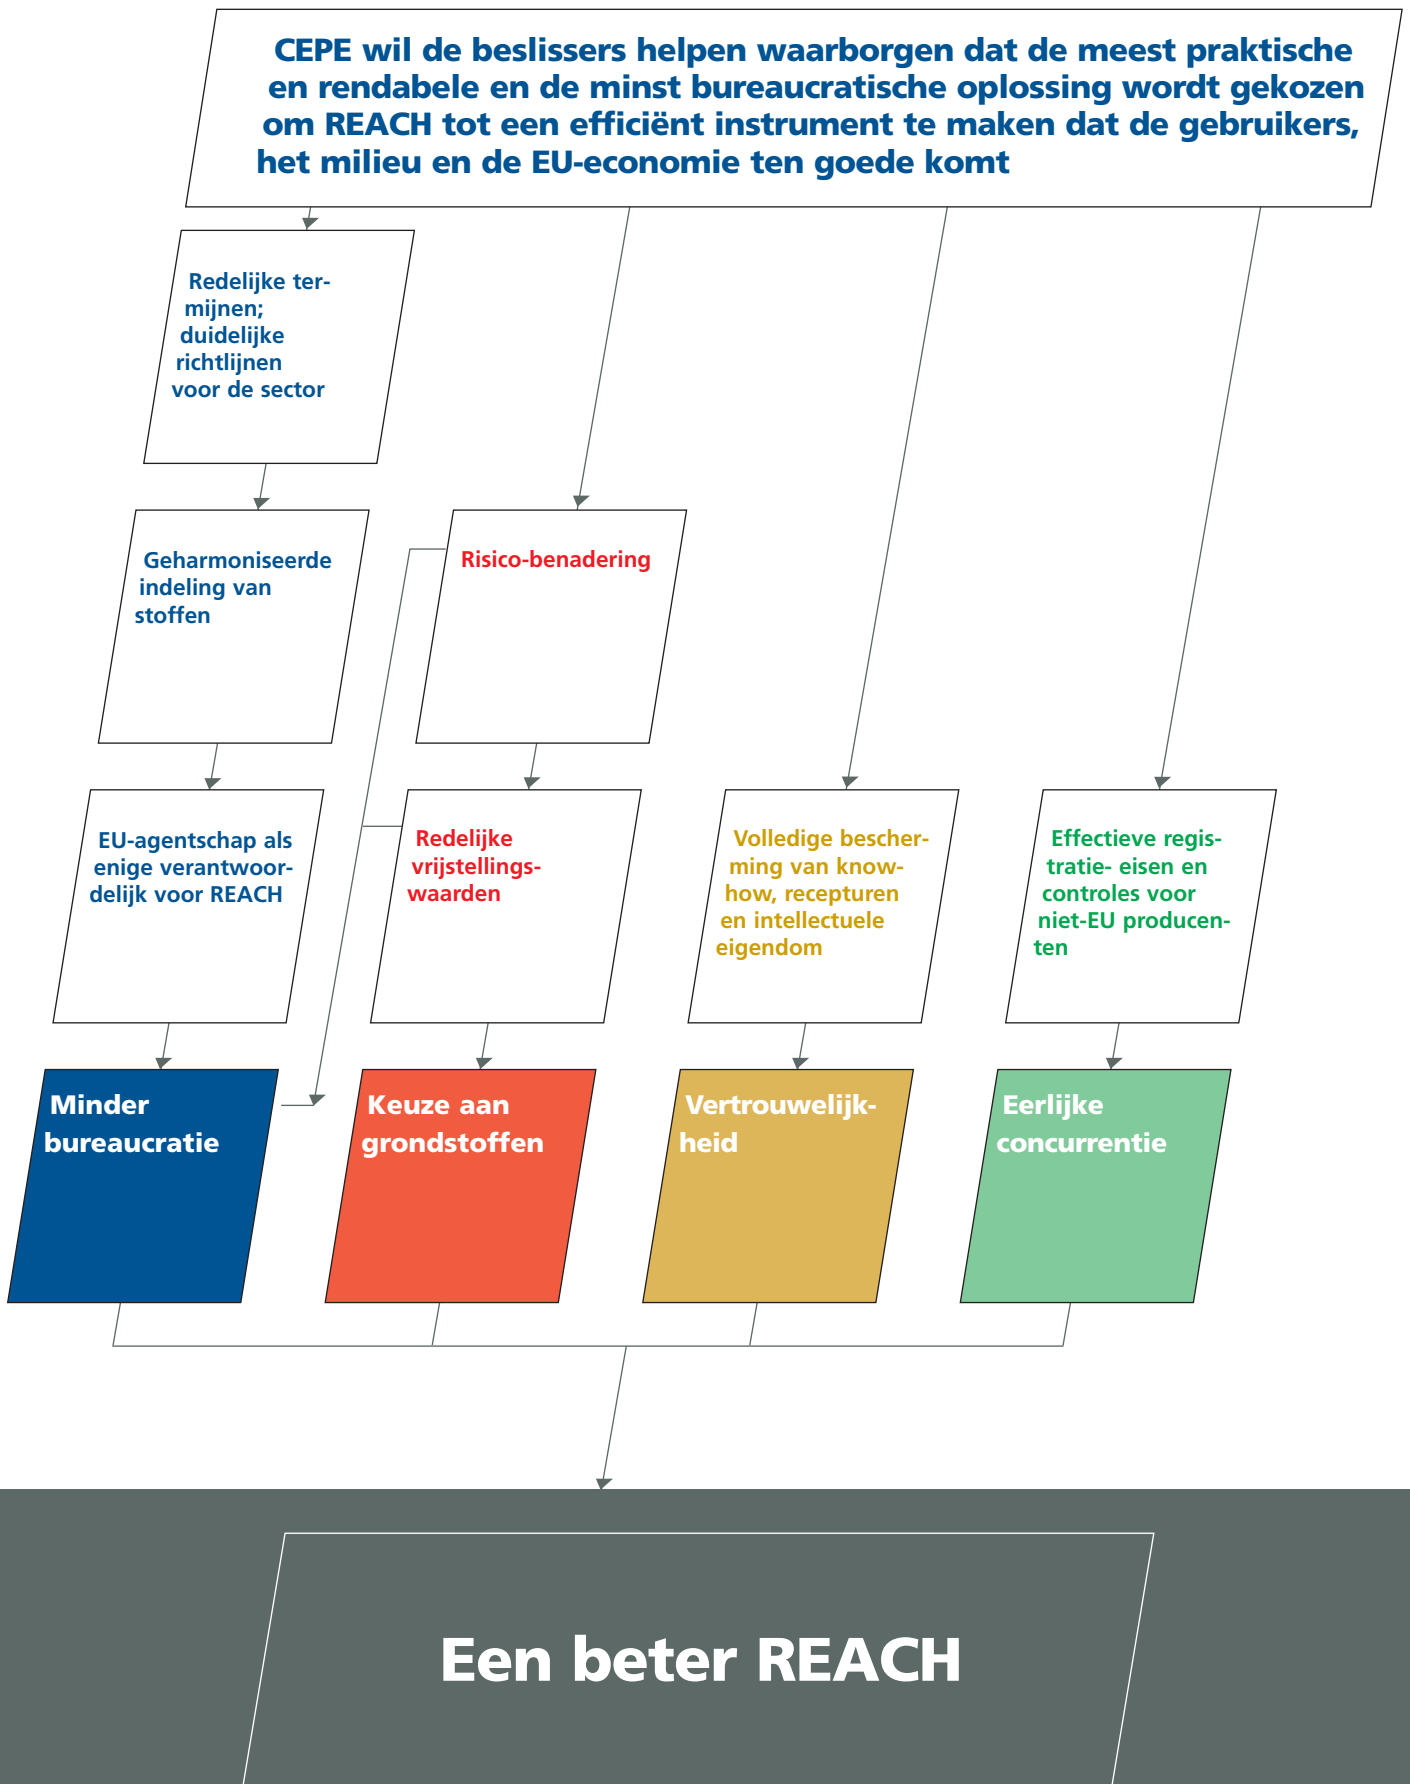 CEPE wil de beslissers helpen waarborgen dat de meest praktische
en rendabele en de minst bureaucratische oplossing wordt gekozen
om REACH tot een efficiënt instrument te maken dat de gebruikers,
het milieu en de EU-economie ten goede komt
Redelijke ter-
mijnen;
duidelijke
richtlijnen
voor de sector
Geharmoniseerde
indeling van
stoffen
Risico-benadering
EU-agentschap als
enige verantwoor-
delijk voor REACH
Redelijke
vrijstellings-
waarden
Volledige bescher-
ming van know-
how, recepturen
en intellectuele
eigendom
Effectieve regis-
tratie- eisen en
controles voor
niet-EU producen-
ten
Minder
bureaucratie
Keuze aan
grondstoffen
Vertrouwelijk-
heid
Eerlijke
concurrentie
Een beter REACH